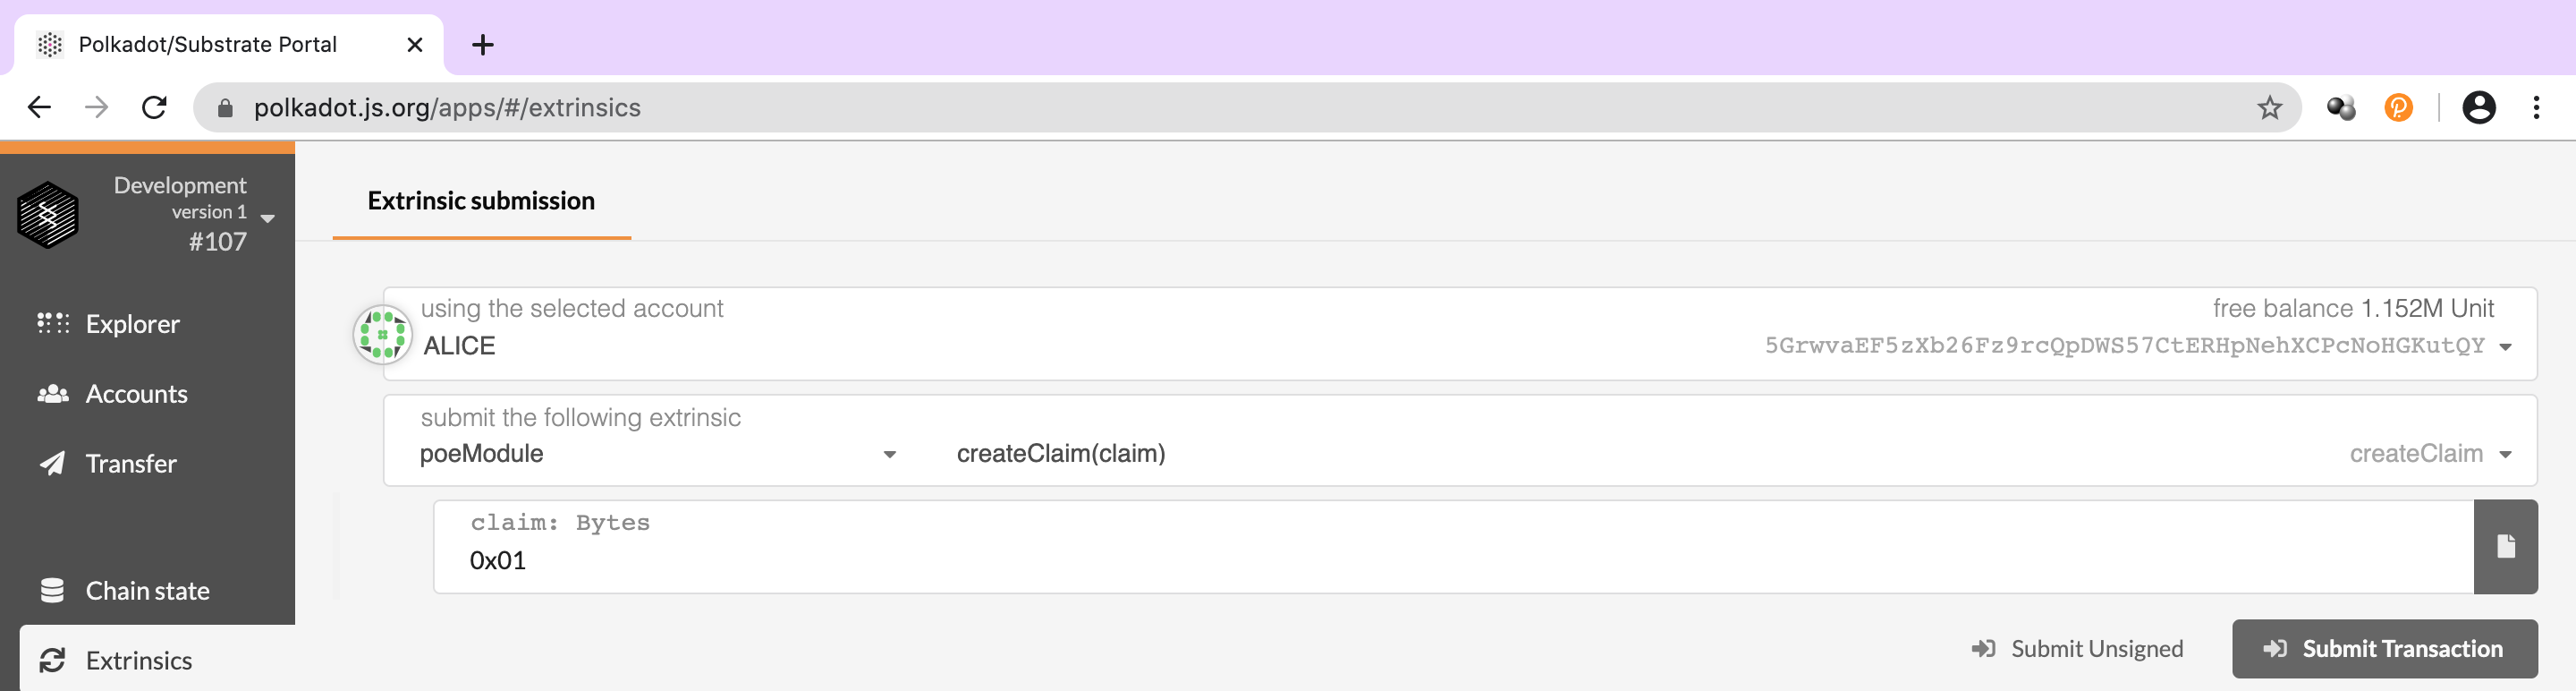 Polkadot/Substrate Portal
polkadot.js.org/apps/#/extrinsics
Development
version 1
#107
Explorer
Accounts
Transfer
Chain state
Extrinsics
Extrinsic submission
using the selected account
free balance 1.152M Unit
ALICE
5GrwvaEF5zXb26Fz9rcQpDWS57CtERHpNehXCPcNoHGKutQY
submit the following extrinsic
poeModule
createClaim(claim)
createClaim
claim: Bytes
0x01
Submit Unsigned
Submit Transaction